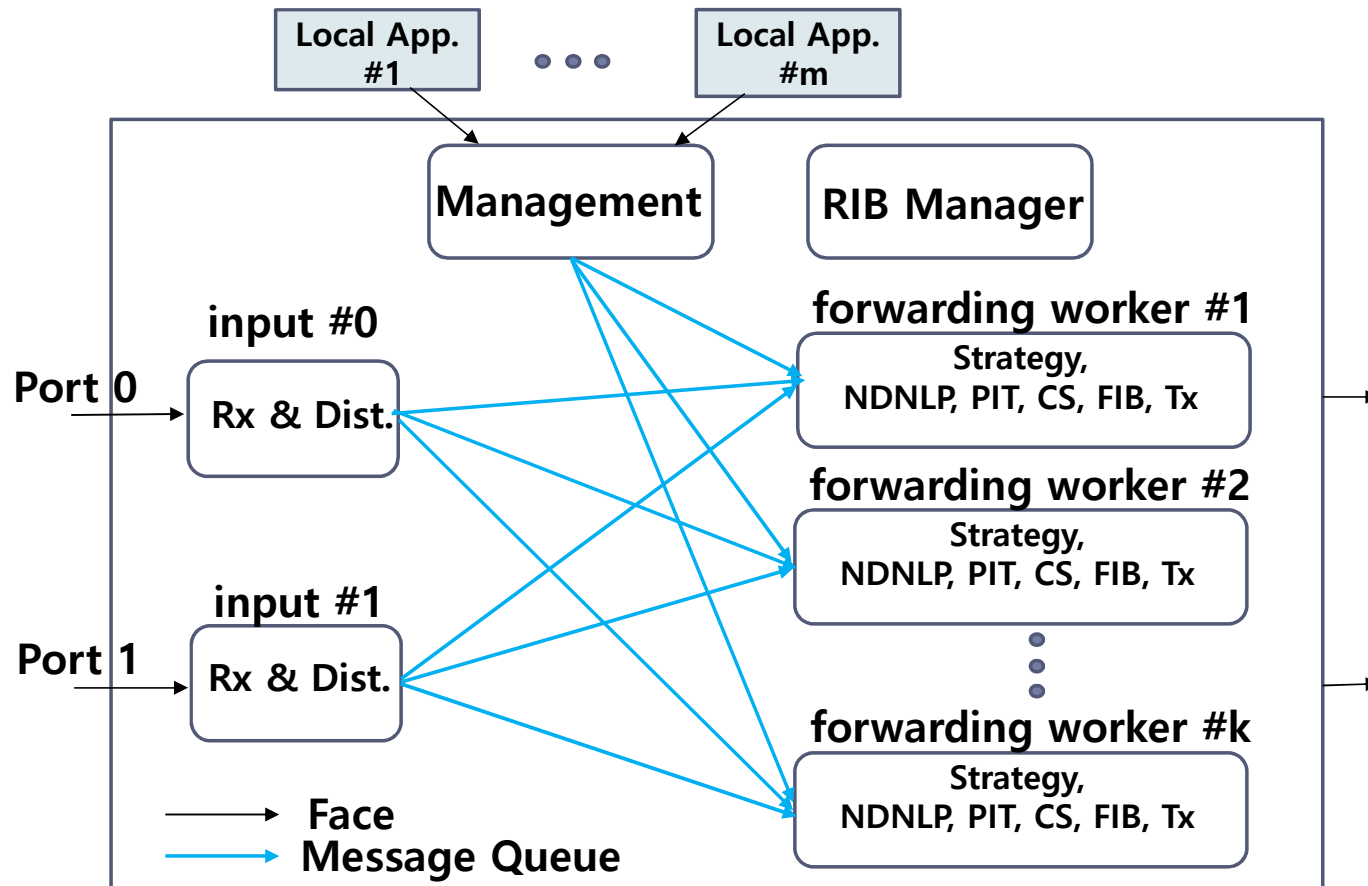 Local App.
#1
Local App.
#m
Management
RIB Manager
input #0
forwarding worker #1
Strategy,
NDNLP, PIT, CS, FIB, Tx
Port 0
Rx & Dist.
forwarding worker #2
Strategy,
NDNLP, PIT, CS, FIB, Tx
input #1
Port 1
Rx & Dist.
forwarding worker #k
Strategy,
NDNLP, PIT, CS, FIB, Tx
Face
Message Queue